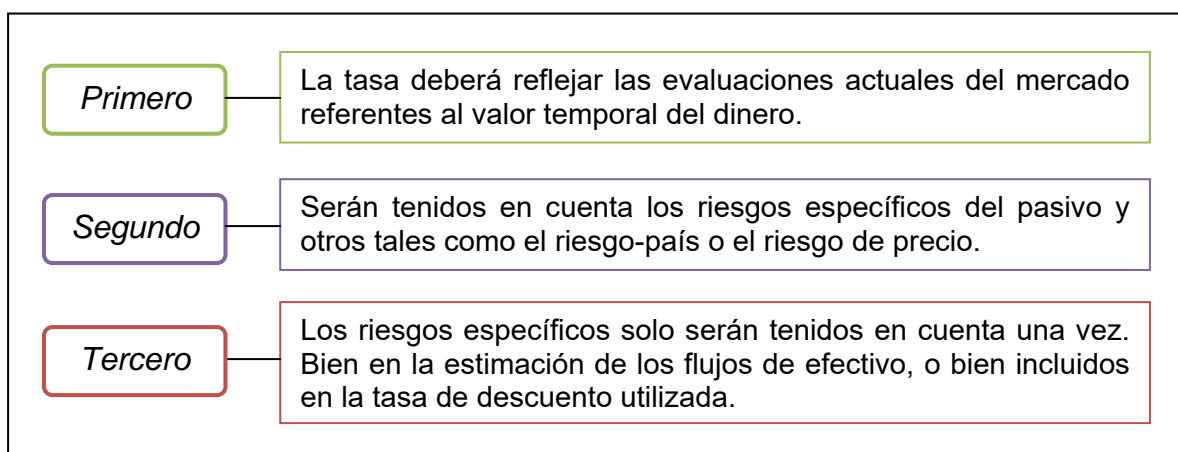 Primero
La tasa deberá reflejar las evaluaciones actuales del mercado
referentes al valor temporal del dinero.
Segundo
Serán tenidos en cuenta los riesgos específicos del pasivo y
otros tales como el riesgo-país o el riesgo de precio.
Tercero
Los riesgos específicos solo serán tenidos en cuenta una vez.
Bien en la estimación de los flujos de efectivo, o bien incluidos
en la tasa de descuento utilizada.